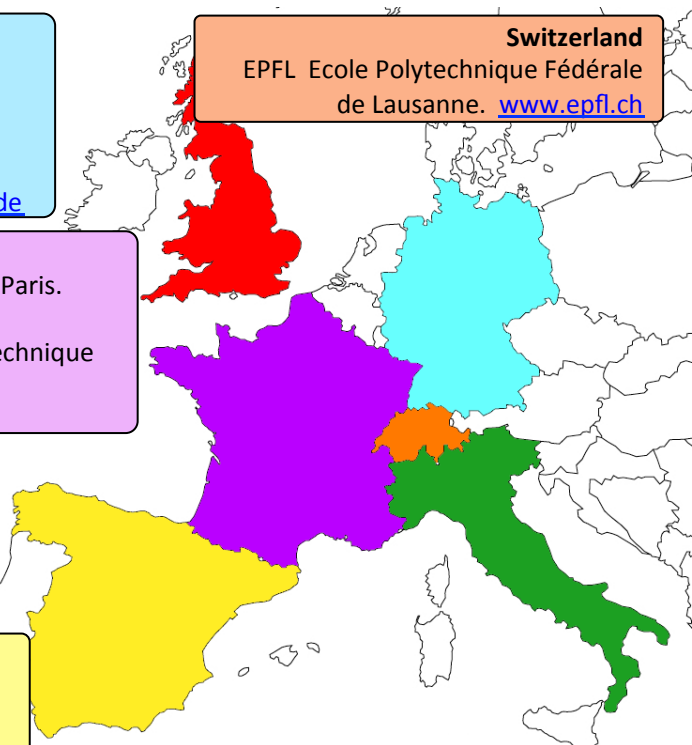 Switzerland
EPFL Ecole Polytechnique Fédérale
de Lausanne. www.epfl.ch
de
Paris.
echnique